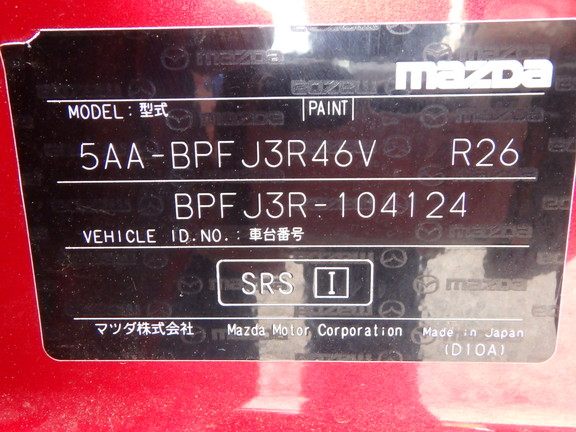 mazda
MODEL : 型式 PAINT
5AA-BPFJ3R46V R26
BPFJ3R-104124
VEHICLE ID.NO. : 車台番号
SRS I
マツダ株式会社 Mazda Motor Corporation Made in Japan
(D10A)